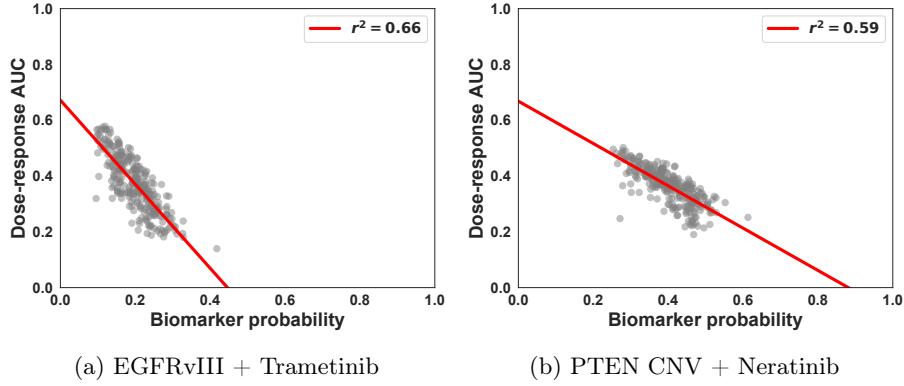 r² = 0.66
Dose-response AUC
1.0
0.8
0.6
0.4
0.2
0.0
0.0 0.2 0.4 0.6 0.8 1.0
Biomarker probability
(a) EGFRvIII + Trametinib
r² = 0.59
Dose-response AUC
1.0
0.8
0.6
0.4
0.2
0.0
0.0 0.2 0.4 0.6 0.8 1.0
Biomarker probability
(b) PTEN CNV + Neratinib